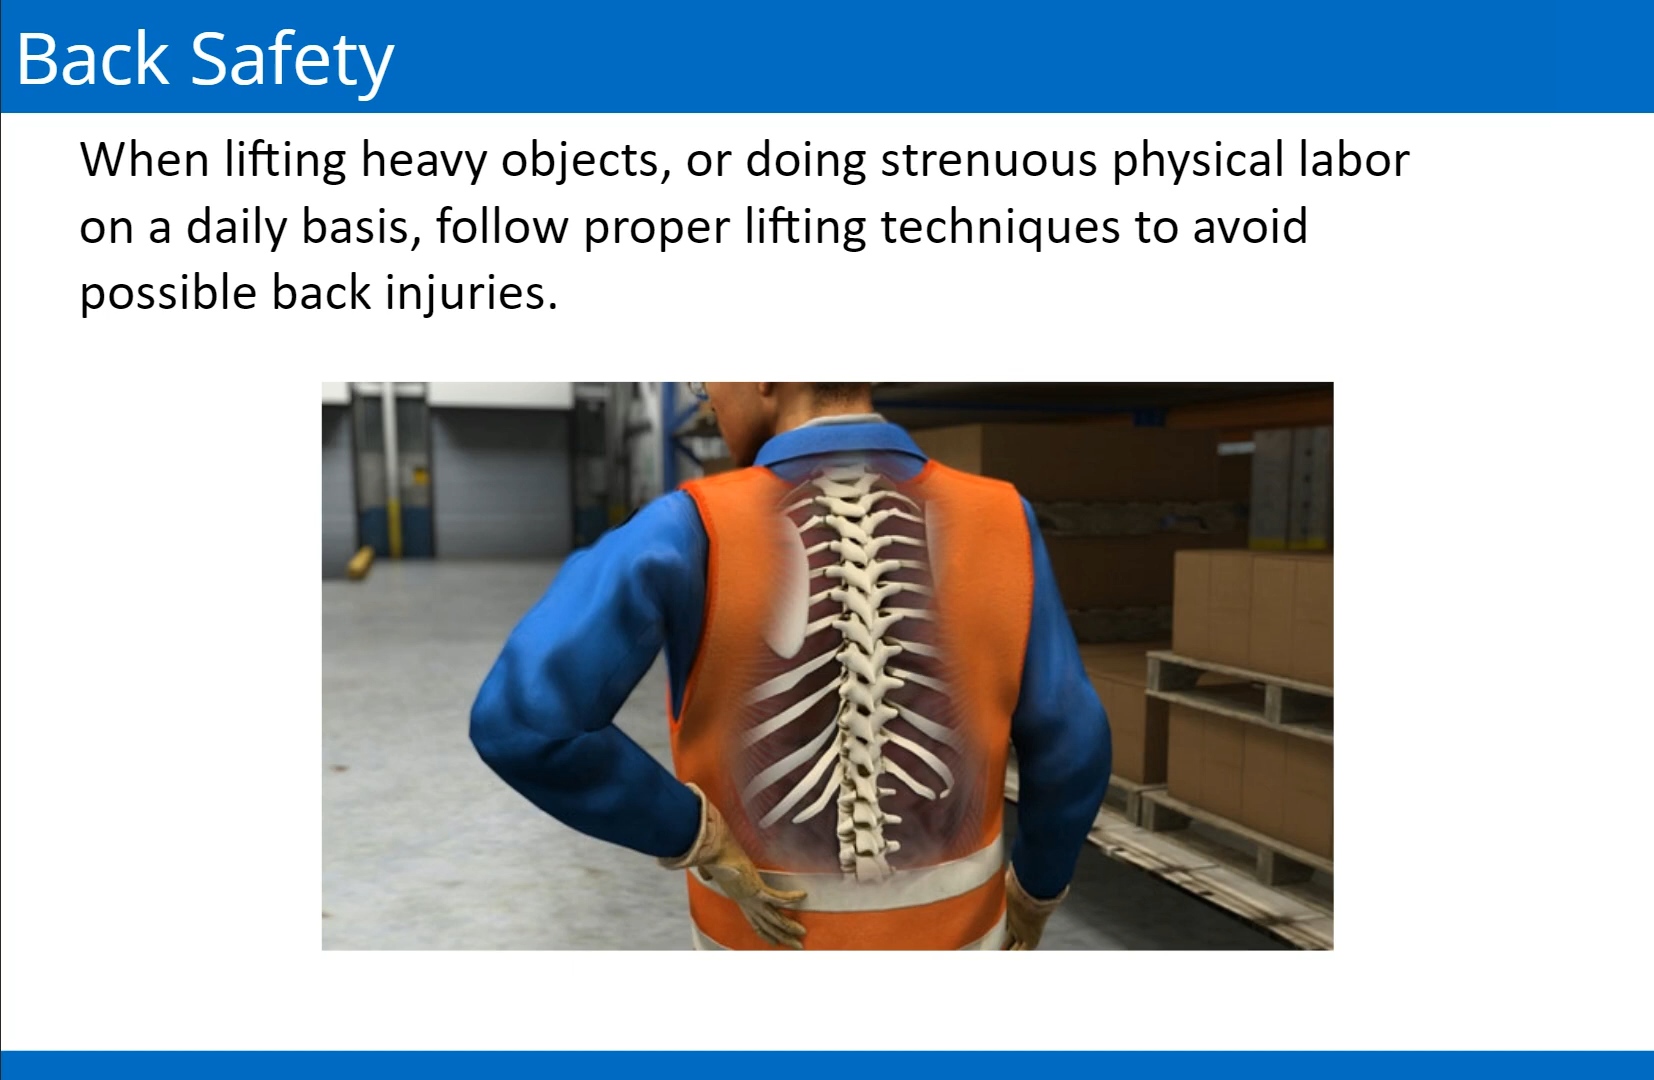 Back Safety
When lifting heavy objects, or doing strenuous physical labor
on a daily basis, follow proper lifting techniques to avoid
possible back injuries.